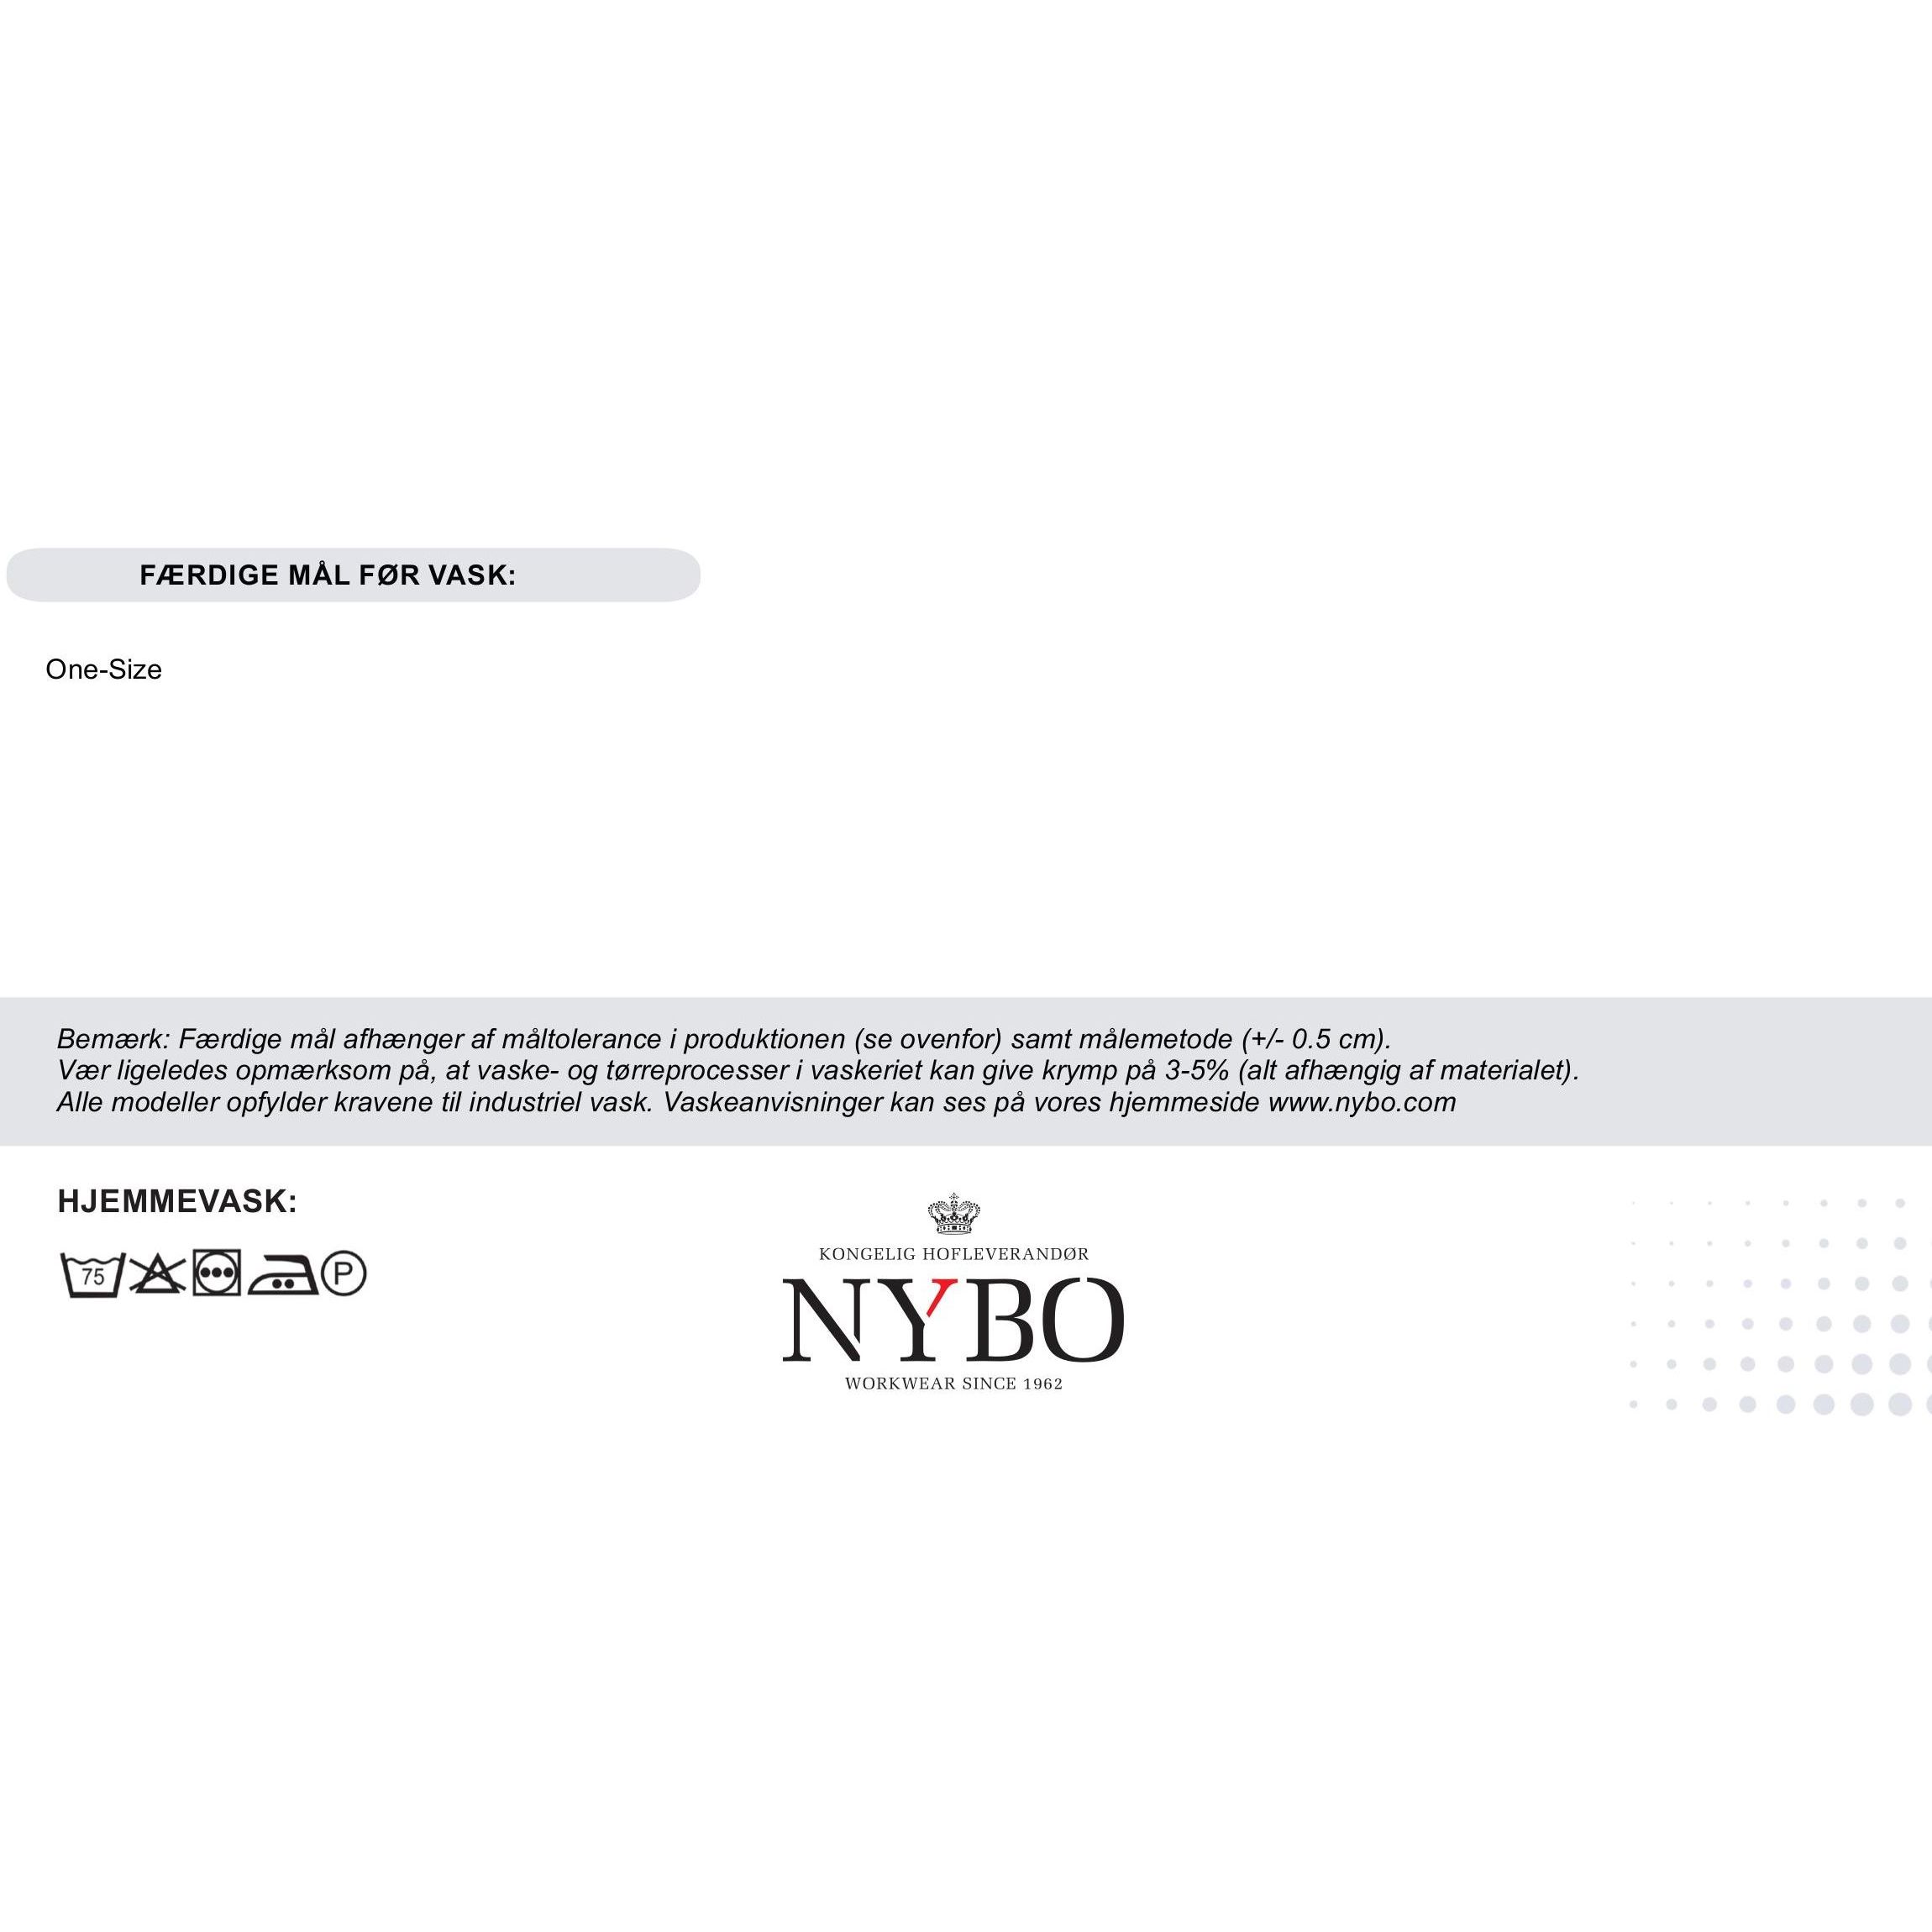 FÆRDIGE MÅL FØR VASK:
One-Size
Bemærk: Færdige mål afhænger af måltolerance i produktionen (se ovenfor) samt målemetode (+/- 0.5 cm).
Vær ligeledes opmærksom på, at vaske- og tørreprocesser i vaskeriet kan give krymp på 3-5% (alt afhængig af materialet).
Alle modeller opfylder kravene til industriel vask. Vaskeanvisninger kan ses på vores hjemmeside www.nybo.com
HJEMMEVASK:
75 P
KONGELIG HOFLEVERANDØR
NYBO
WORKWEAR SINCE 1962